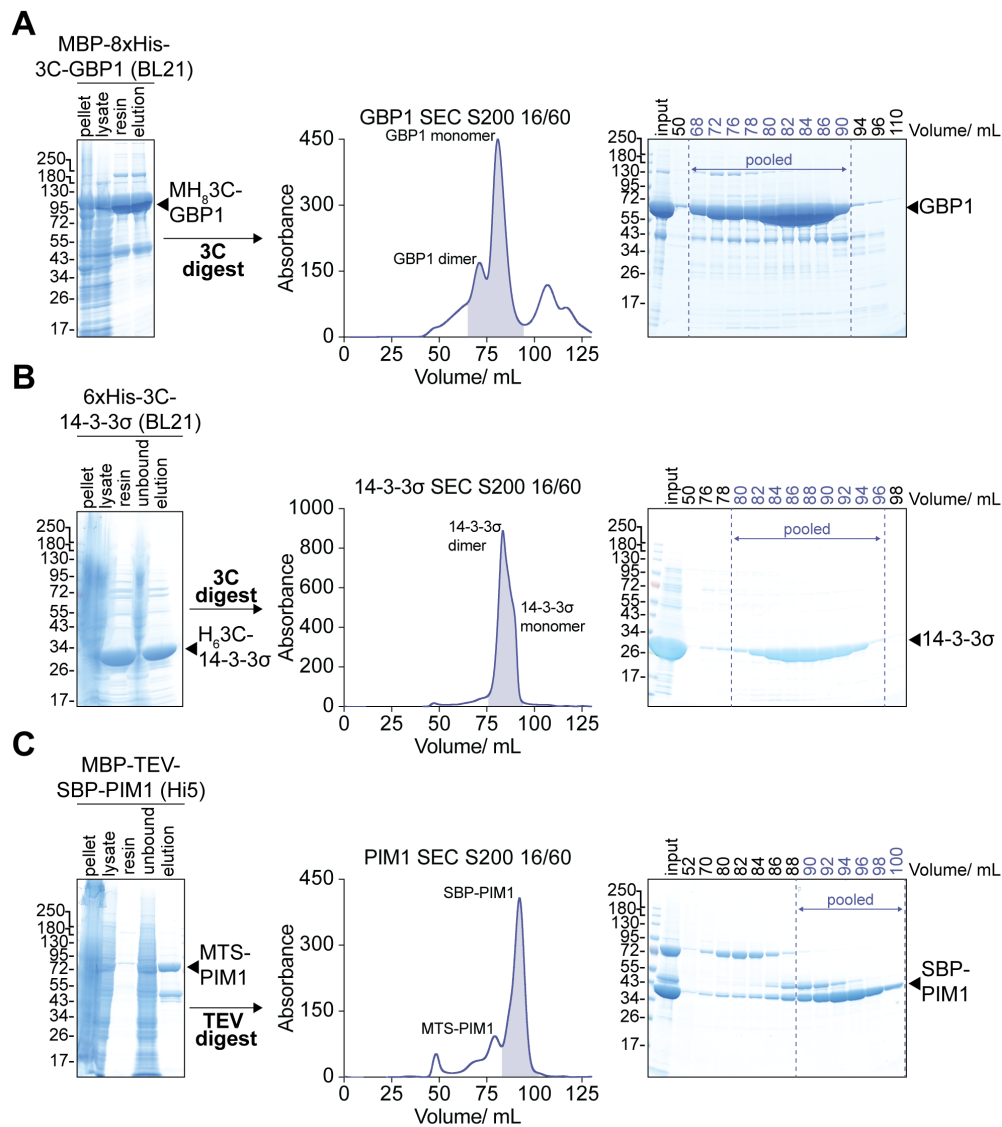 A
MBP-8xHis-
3C-GBP1 (BL21)
pellet
lysate
resin
elution
250
180
130
95
72
55
43
34
26
17
MH₈3C-
GBP1
3C
digest
GBP1 SEC S200 16/60
GBP1 monomer
GBP1 dimer
Absorbance
450
300
150
0
0 25 50 75 100 125
Volume/ mL
input 50 68 72 76 78 80 82 84 86 90 94 96 110 Volume/ mL
pooled
250
180
130
95
72
55
43
34
26
17
GBP1
B
6xHis-3C-
14-3-3σ (BL21)
pellet
lysate
resin
unbound
elution
250
180
130
95
72
55
43
34
26
17
3C
digest
H₆3C-
14-3-3σ
14-3-3σ SEC S200 16/60
14-3-3σ
dimer
14-3-3σ
monomer
Absorbance
1000
800
600
400
200
0
0 25 50 75 100 125
Volume/ mL
input 50 76 78 80 82 84 86 88 90 92 94 96 98 Volume/ mL
pooled
250
180
130
95
72
55
43
34
26
17
14-3-3σ
C
MBP-TEV-
SBP-PIM1 (Hi5)
pellet
lysate
resin
unbound
elution
250
180
130
95
72
55
43
34
26
17
MTS-
PIM1
TEV
digest
PIM1 SEC S200 16/60
SBP-PIM1
MTS-PIM1
Absorbance
450
300
150
0
0 25 50 75 100 125
Volume/ mL
input 52 70 80 82 84 86 88 90 92 94 96 98 100 Volume/ mL
pooled
250
180
130
95
72
55
43
34
26
17
SBP-
PIM1